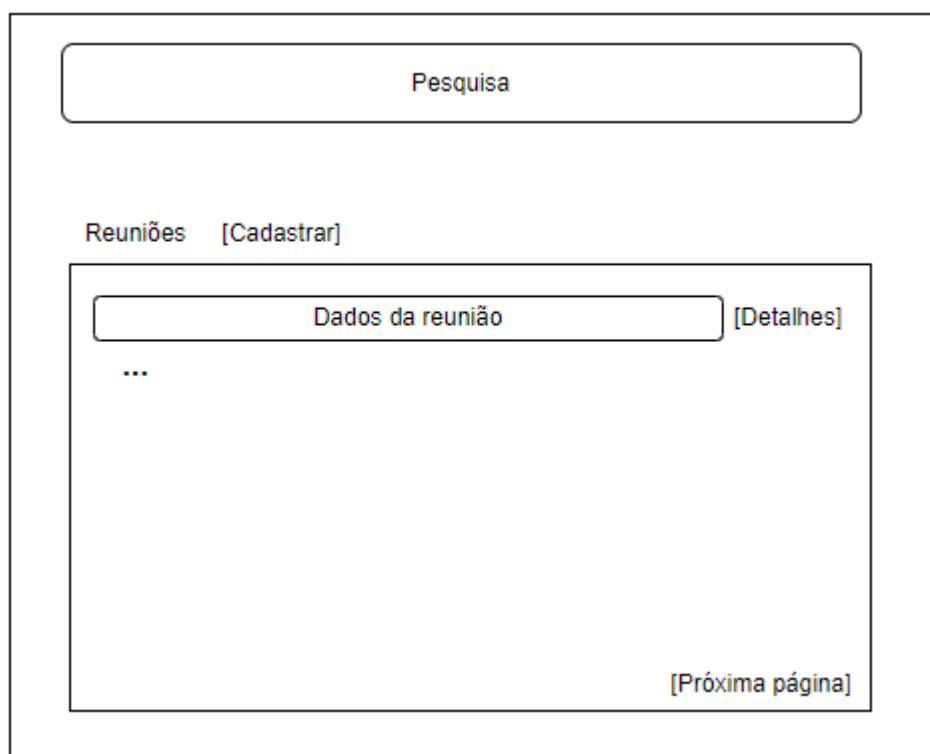 Pesquisa
Reuniões [Cadastrar]
Dados da reunião [Detalhes]
...
[Próxima página]